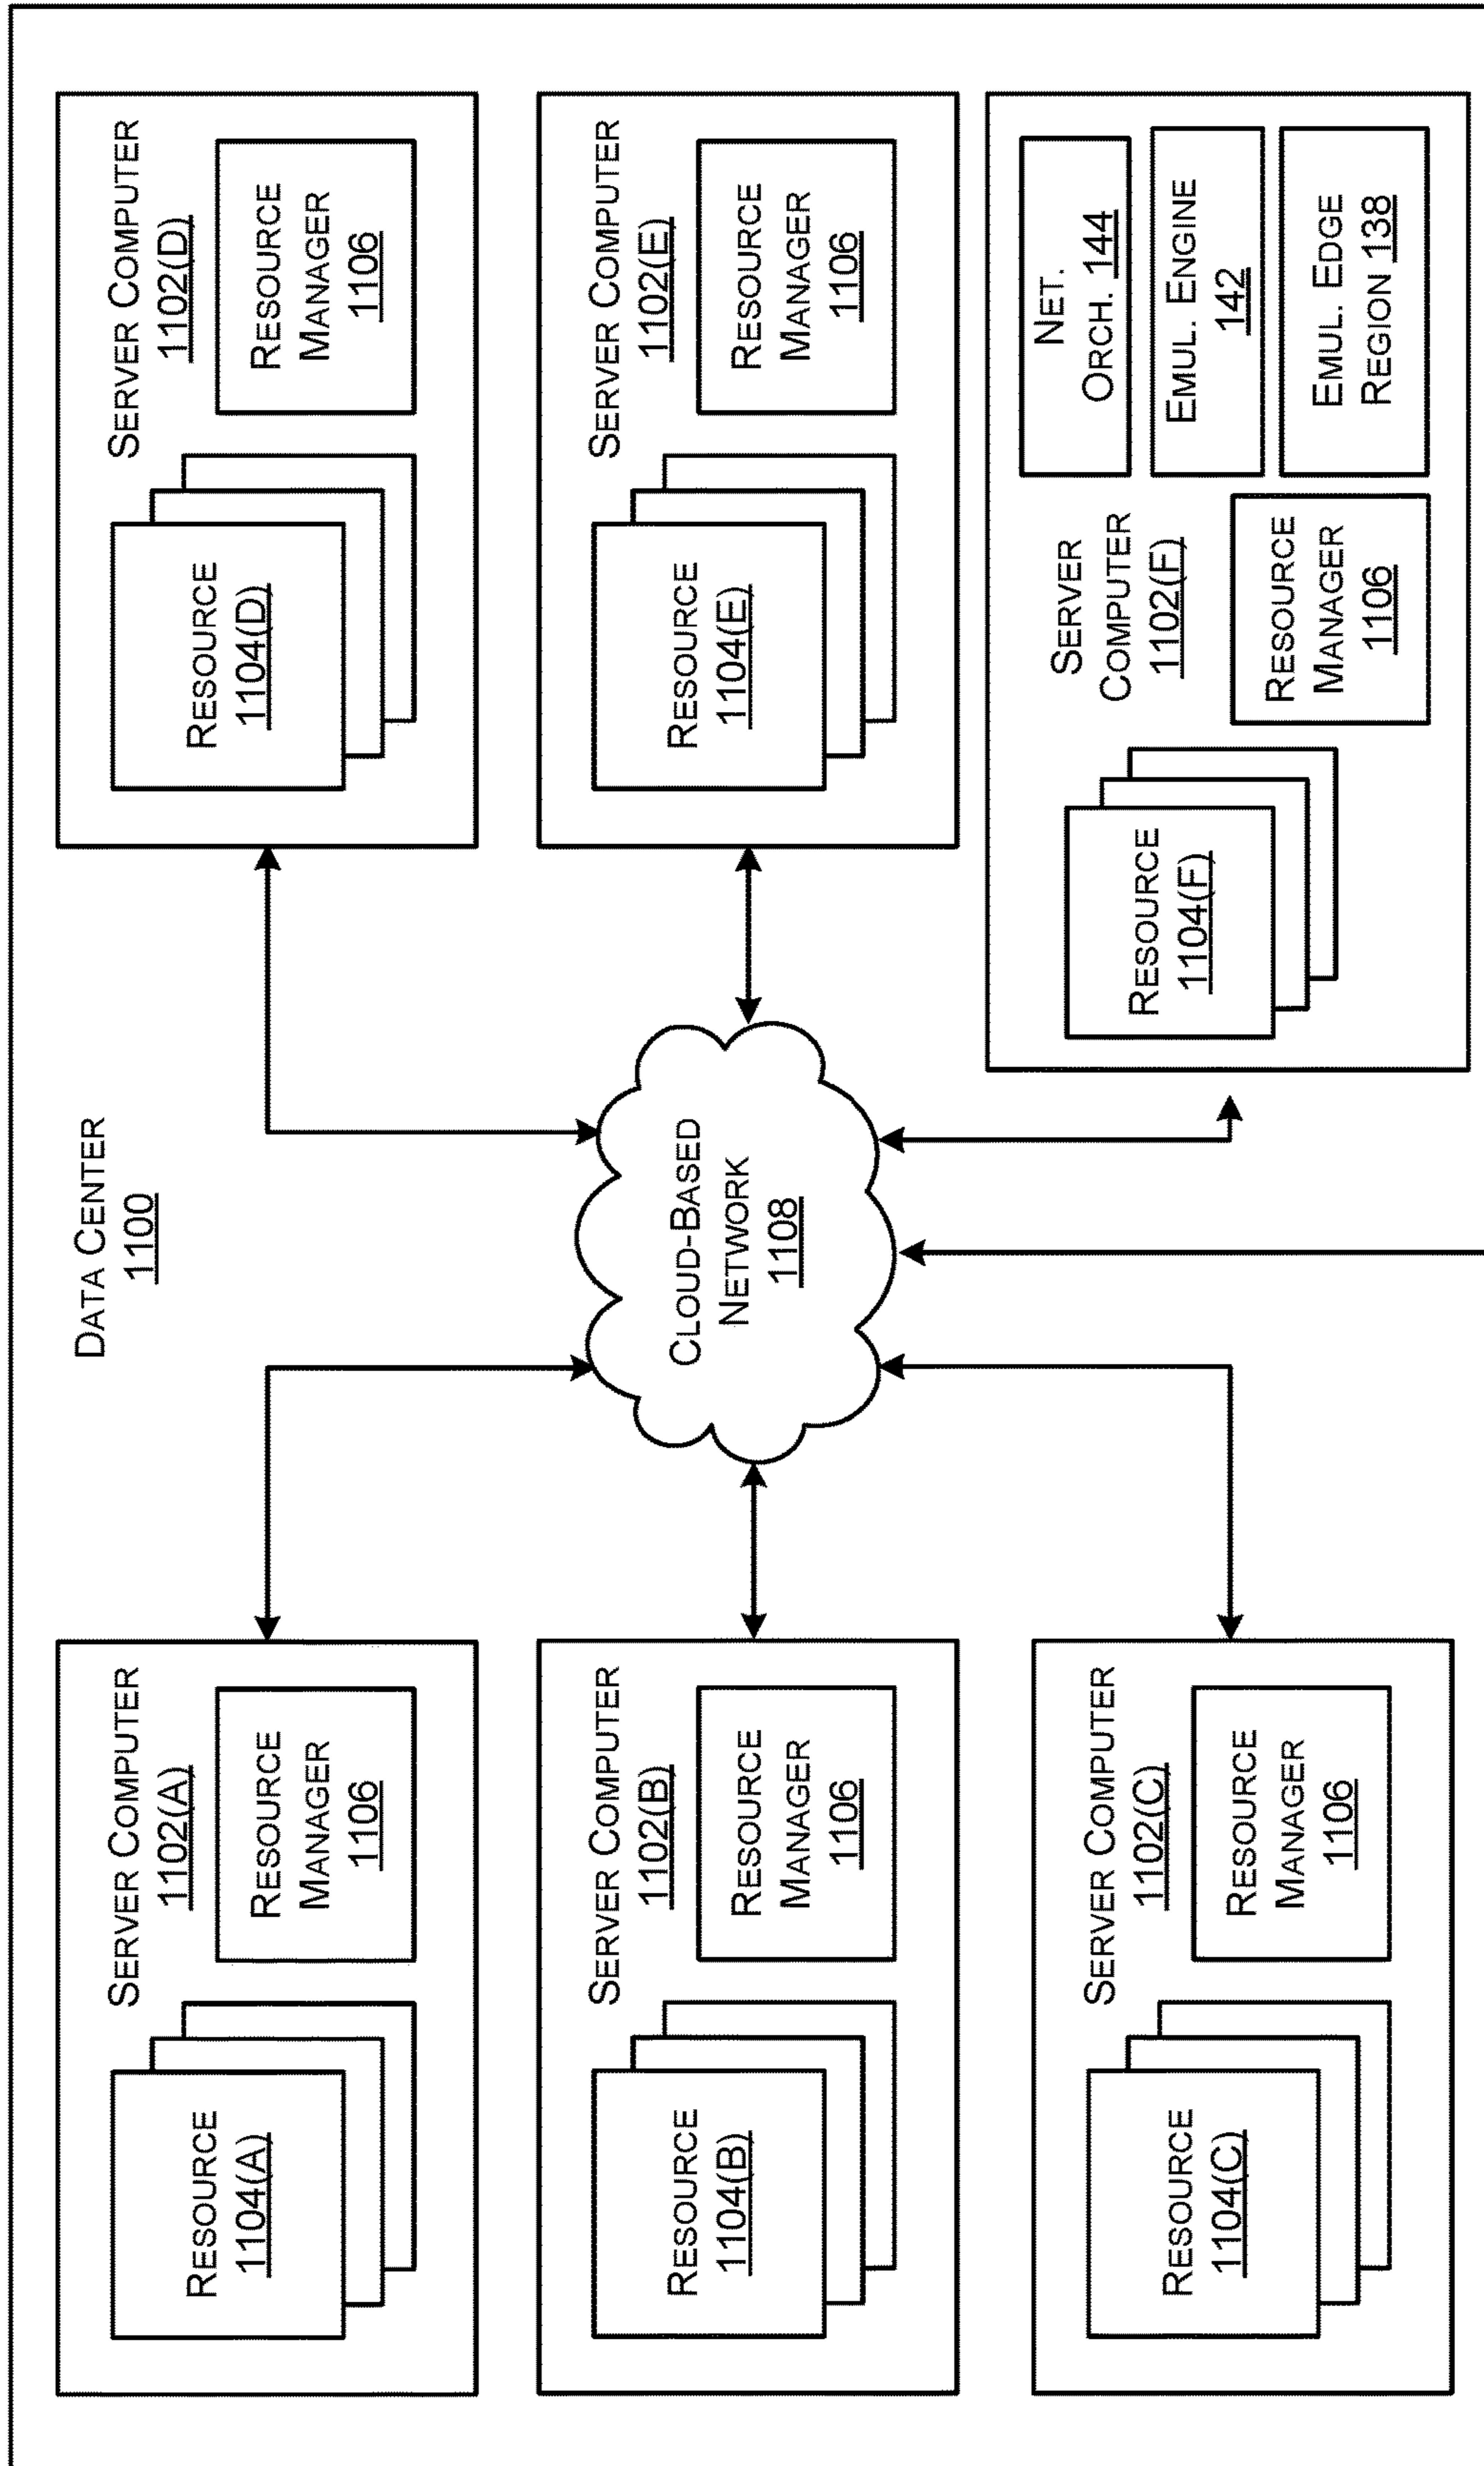 DATA CENTER
1100
SERVER COMPUTER
1102(A)
RESOURCE
1104(A)
RESOURCE
MANAGER
1106
SERVER COMPUTER
1102(D)
RESOURCE
1104(D)
RESOURCE
MANAGER
1106
SERVER COMPUTER
1102(B)
RESOURCE
1104(B)
RESOURCE
MANAGER
1106
CLOUD-BASED
NETWORK
1108
SERVER COMPUTER
1102(E)
RESOURCE
1104(E)
RESOURCE
MANAGER
1106
SERVER COMPUTER
1102(C)
RESOURCE
1104(C)
RESOURCE
MANAGER
1106
SERVER
COMPUTER
1102(F)
RESOURCE
1104(F)
RESOURCE
MANAGER
1106
NET.
ORCH. 144
EMUL. ENGINE
142
EMUL. EDGE
REGION 138